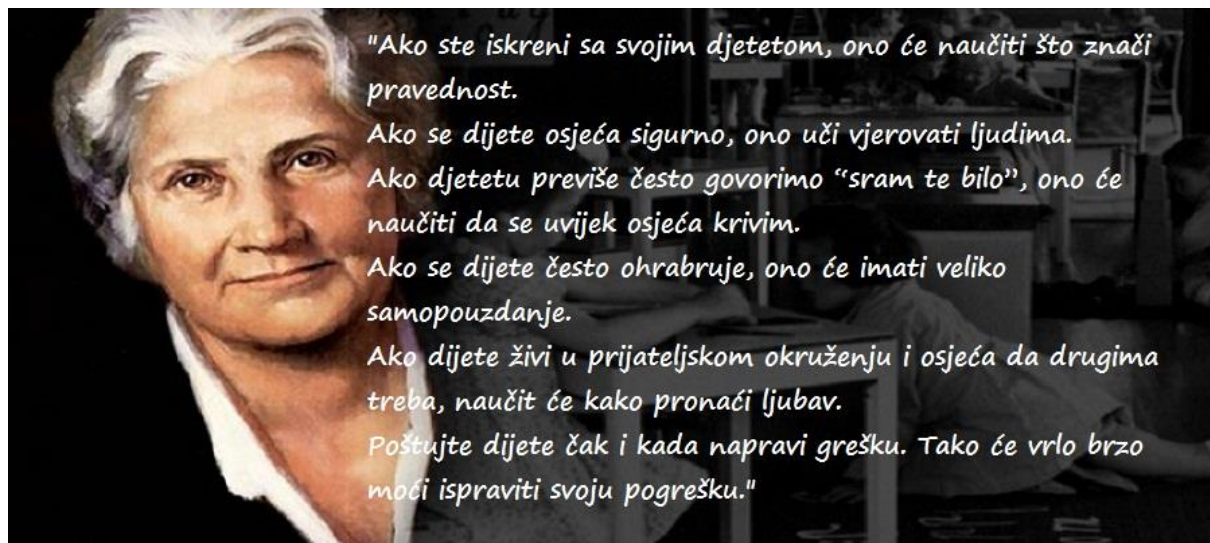 "Ako ste iskreni sa svojim djetetom, ono će naučiti što znači
pravednost.
Ako se dijete osjeća sigurno, ono uči vjerovati ljudima.
Ako djetetu previše često govorimo “sram te bilo”, ono će
naučiti da se uvijek osjeća krivim.
Ako se dijete često ohrabruje, ono će imati veliko
samopouzdanje.
Ako dijete živi u prijateljskom okruženju i osjeća da drugima
treba, naučit će kako pronaći ljubav.
Poštujte dijete čak i kada napravi grešku. Tako će vrlo brzo
moći ispraviti svoju pogrešku."